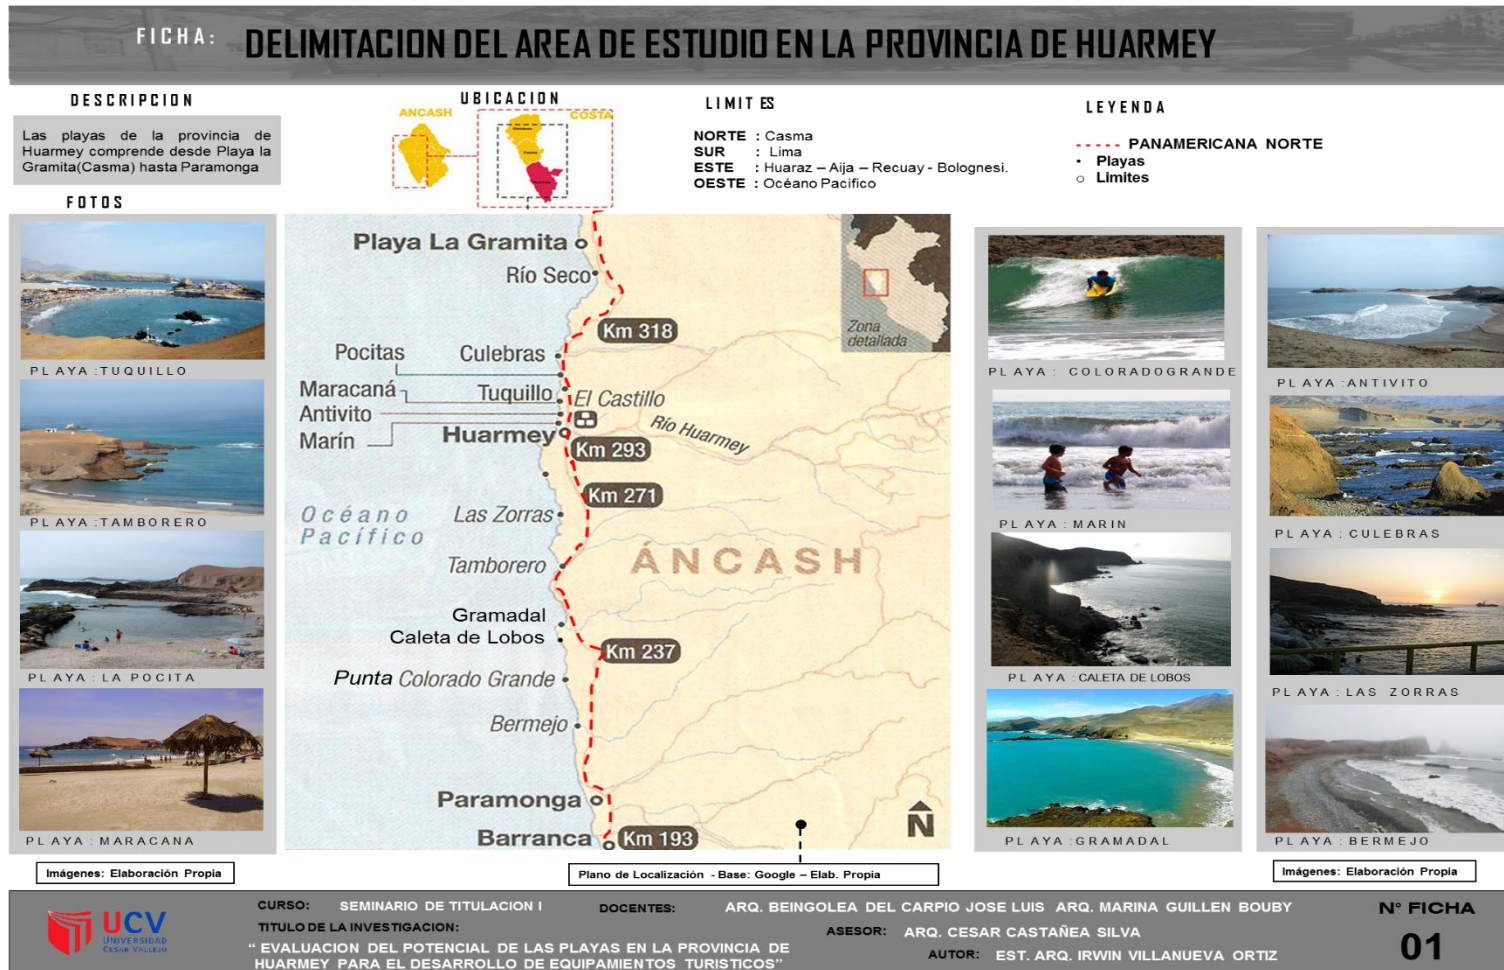 FICHA: DELIMITACION DEL AREA DE ESTUDIO EN LA PROVINCIA DE HUARMEY
DESCRIPCION
Las playas de la provincia de
Huarmey comprende desde Playa la
Gramita(Casma) hasta Paramonga
UBICACION
ANCASH
COSTA
LIMITES
NORTE : Casma
SUR : Lima
ESTE : Huaraz – Aija – Recuay - Bolognesi.
OESTE : Océano Pacifico
LEYENDA
PANAMERICANA NORTE
Playas
Limites
FOTOS
PLAYA :TUQUILLO
PLAYA :TAMBORERO
PLAYA : LA POCITA
PLAYA : MARACANA
Imágenes: Elaboración Propia
Playa La Gramita
Río Seco
Km 318
Pocitas
Culebras
Maracaná
Tuquillo
El Castillo
Antivito
Marín
Huarmey
Río Huarmey
Km 293
Km 271
Océano
Pacífico
Las Zorras
Tamborero
ÁNCASH
Gramadal
Caleta de Lobos
Km 237
Punta Colorado Grande
Bermejo
Paramonga
Barranca
Km 193
Zona
detallada
N
Plano de Localización - Base: Google – Elab. Propia
PLAYA : COLORADOGRANDE
PLAYA : MARIN
PLAYA :CALETA DE LOBOS
PLAYA :GRAMADAL
PLAYA :ANTIVITO
PLAYA : CULEBRAS
PLAYA : LAS ZORRAS
PLAYA : BERMEJO
Imágenes: Elaboración Propia
UCV
UNIVERSIDAD
CESAR VALLEJO
CURSO: SEMINARIO DE TITULACION I
DOCENTES: ARQ. BEINGOLEA DEL CARPIO JOSE LUIS ARQ. MARINA GUILLEN BOUBY
TITULO DE LA INVESTIGACION:
“ EVALUACION DEL POTENCIAL DE LAS PLAYAS EN LA PROVINCIA DE
HUARMEY PARA EL DESARROLLO DE EQUIPAMIENTOS TURISTICOS”
ASESOR: ARQ. CESAR CASTAÑEA SILVA
AUTOR: EST. ARQ. IRWIN VILLANUEVA ORTIZ
N° FICHA
01